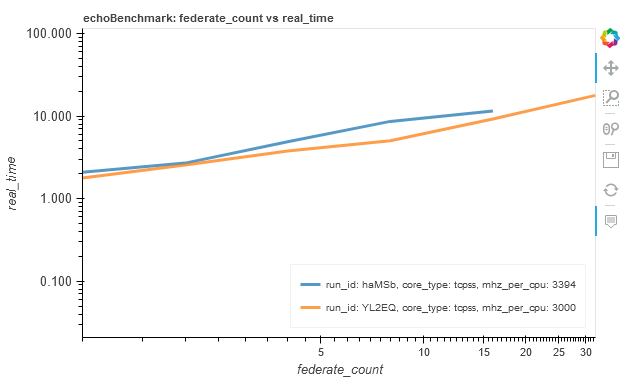 echoBenchmark: federate_count vs real_time
100.000
10.000
1.000
0.100
real_time
run_id: haMSb, core_type: tcpss, mhz_per_cpu: 3394
run_id: YL2EQ, core_type: tcpss, mhz_per_cpu: 3000
5 10 15 20 25 30
federate_count